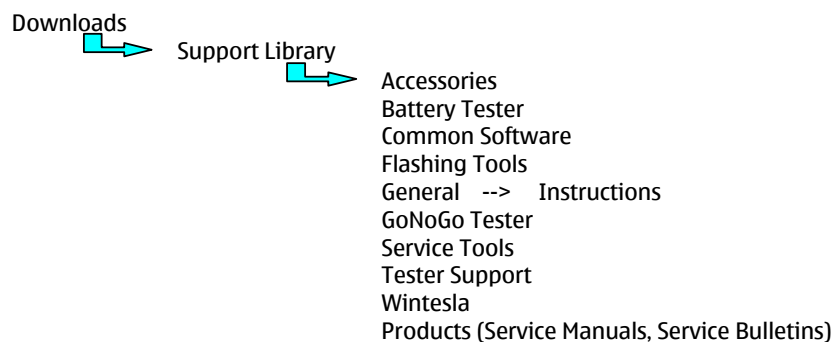 Downloads
Support Library
Accessories
Battery Tester
Common Software
Flashing Tools
General --> Instructions
GoNoGo Tester
Service Tools
Tester Support
Wintesla
Products (Service Manuals, Service Bulletins)